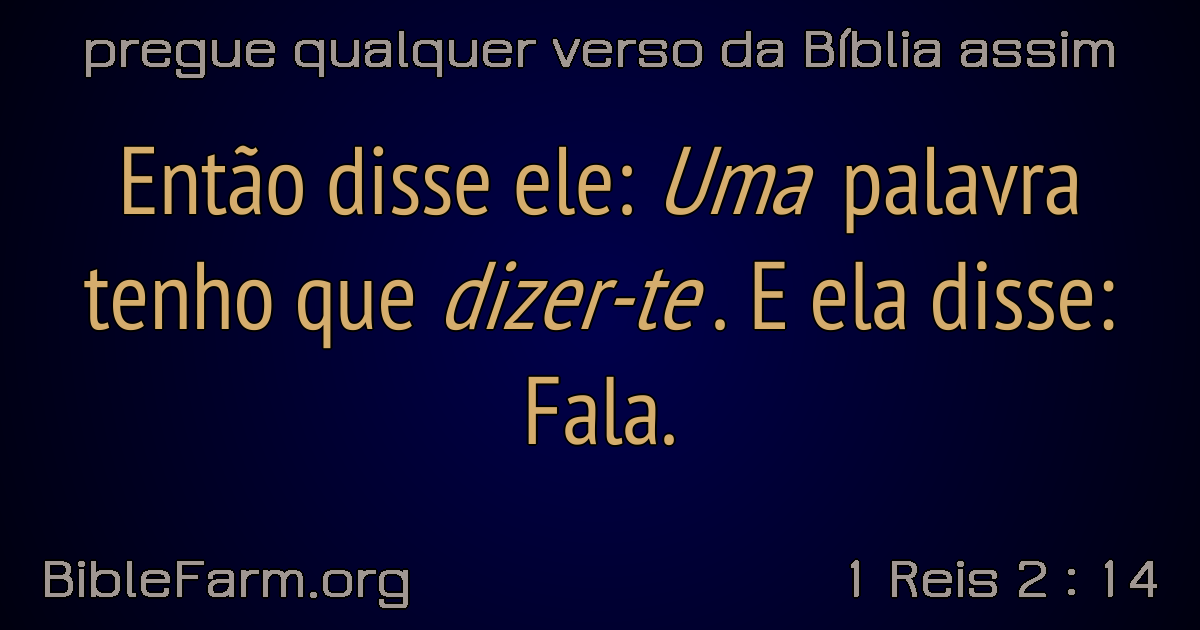 pregue qualquer verso da Bíblia assim
Então disse ele: Uma palavra
tenho que dizer-te. E ela disse:
Fala.
BibleFarm.org
1 Reis 2 : 14